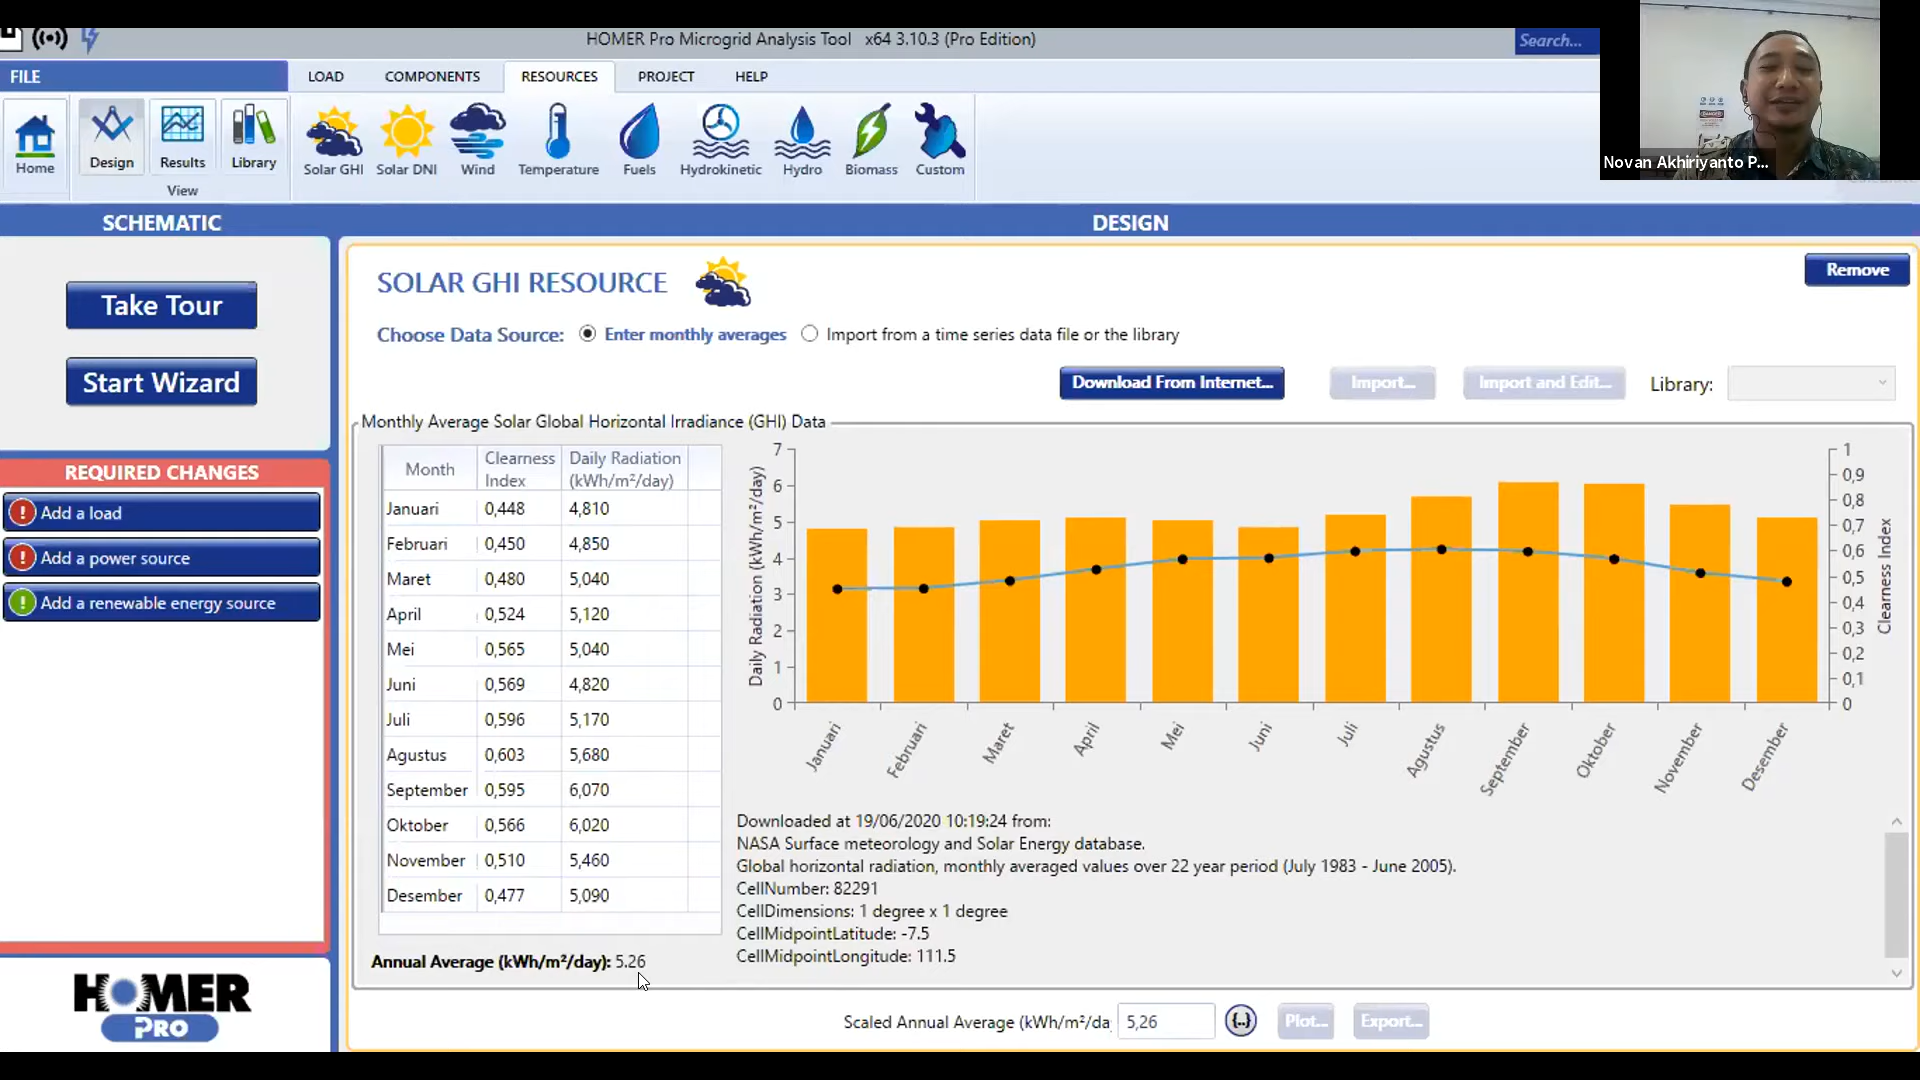 HOMER Pro Microgrid Analysis Tool x64 3.10.3 (Pro Edition)
Search...
FILE
LOAD
COMPONENTS
RESOURCES
PROJECT
HELP
Home
Design
Results
Library
View
Solar GHI
Solar DNI
Wind
Temperature
Fuels
Hydrokinetic
Hydro
Biomass
Custom
Novan Akhiriyanto P...
SCHEMATIC
Take Tour
Start Wizard
REQUIRED CHANGES
Add a load
Add a power source
Add a renewable energy source
HOMER
PRO
DESIGN
SOLAR GHI RESOURCE
Remove
Choose Data Source: Enter monthly averages Import from a time series data file or the library
Download From Internet... Import... Import and Edit... Library:
Monthly Average Solar Global Horizontal Irradiance (GHI) Data
Month Clearness Index Daily Radiation (kWh/m²/day)
Januari 0,448 4,810
Februari 0,450 4,850
Maret 0,480 5,040
April 0,524 5,120
Mei 0,565 5,040
Juni 0,569 4,820
Juli 0,596 5,170
Agustus 0,603 5,680
September 0,595 6,070
Oktober 0,566 6,020
November 0,510 5,460
Desember 0,477 5,090
Annual Average (kWh/m²/day): 5.26
Daily Radiation (kWh/m²/day)
7
6
5
4
3
2
1
0
Januari
Februari
Maret
April
Mei
Juni
Juli
Agustus
September
Oktober
November
Desember
1
0,9
0,8
0,7
0,6
0,5
0,4
0,3
0,2
0,1
0
Clearness Index
Downloaded at 19/06/2020 10:19:24 from:
NASA Surface meteorology and Solar Energy database.
Global horizontal radiation, monthly averaged values over 22 year period (July 1983 - June 2005).
CellNumber: 82291
CellDimensions: 1 degree x 1 degree
CellMidpointLatitude: -7.5
CellMidpointLongitude: 111.5
Scaled Annual Average (kWh/m²/da 5,26 {..} Plot... Export...